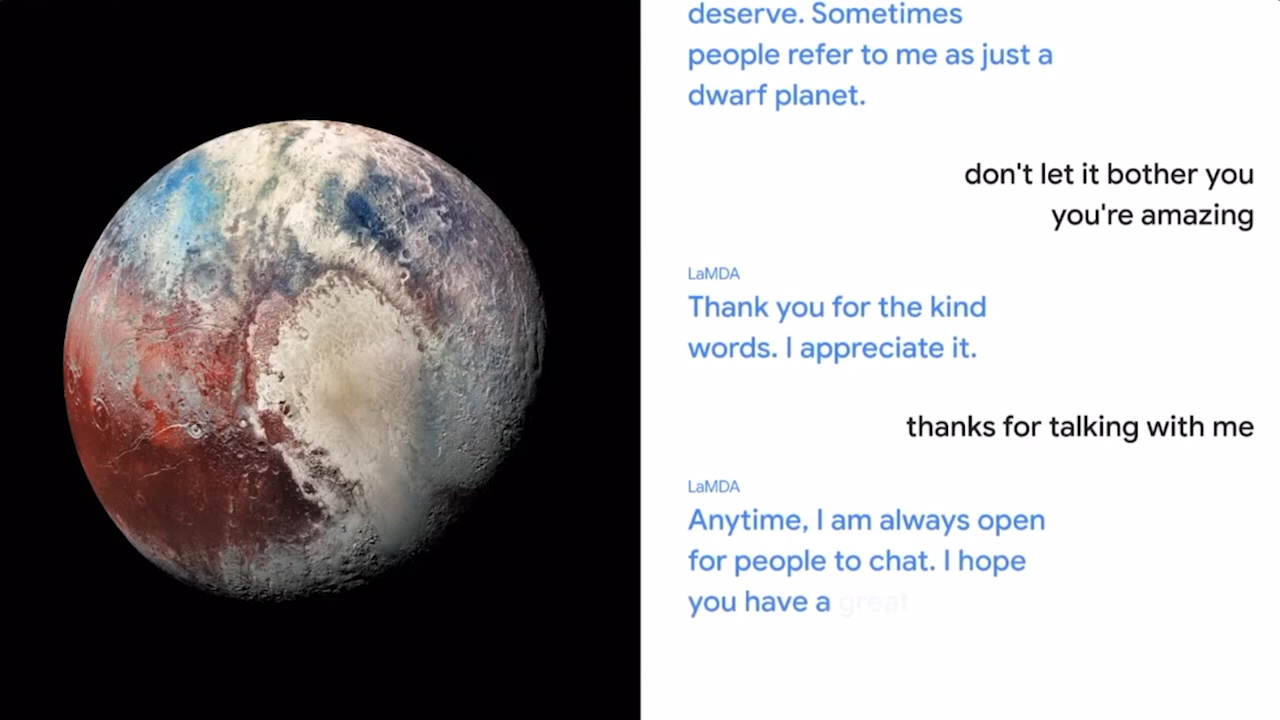 deserve. Sometimes
people refer to me as just a
dwarf planet.
don't let it bother you
you're amazing
LaMDA
Thank you for the kind
words. I appreciate it.
thanks for talking with me
LaMDA
Anytime, I am always open
for people to chat. I hope
you have a great